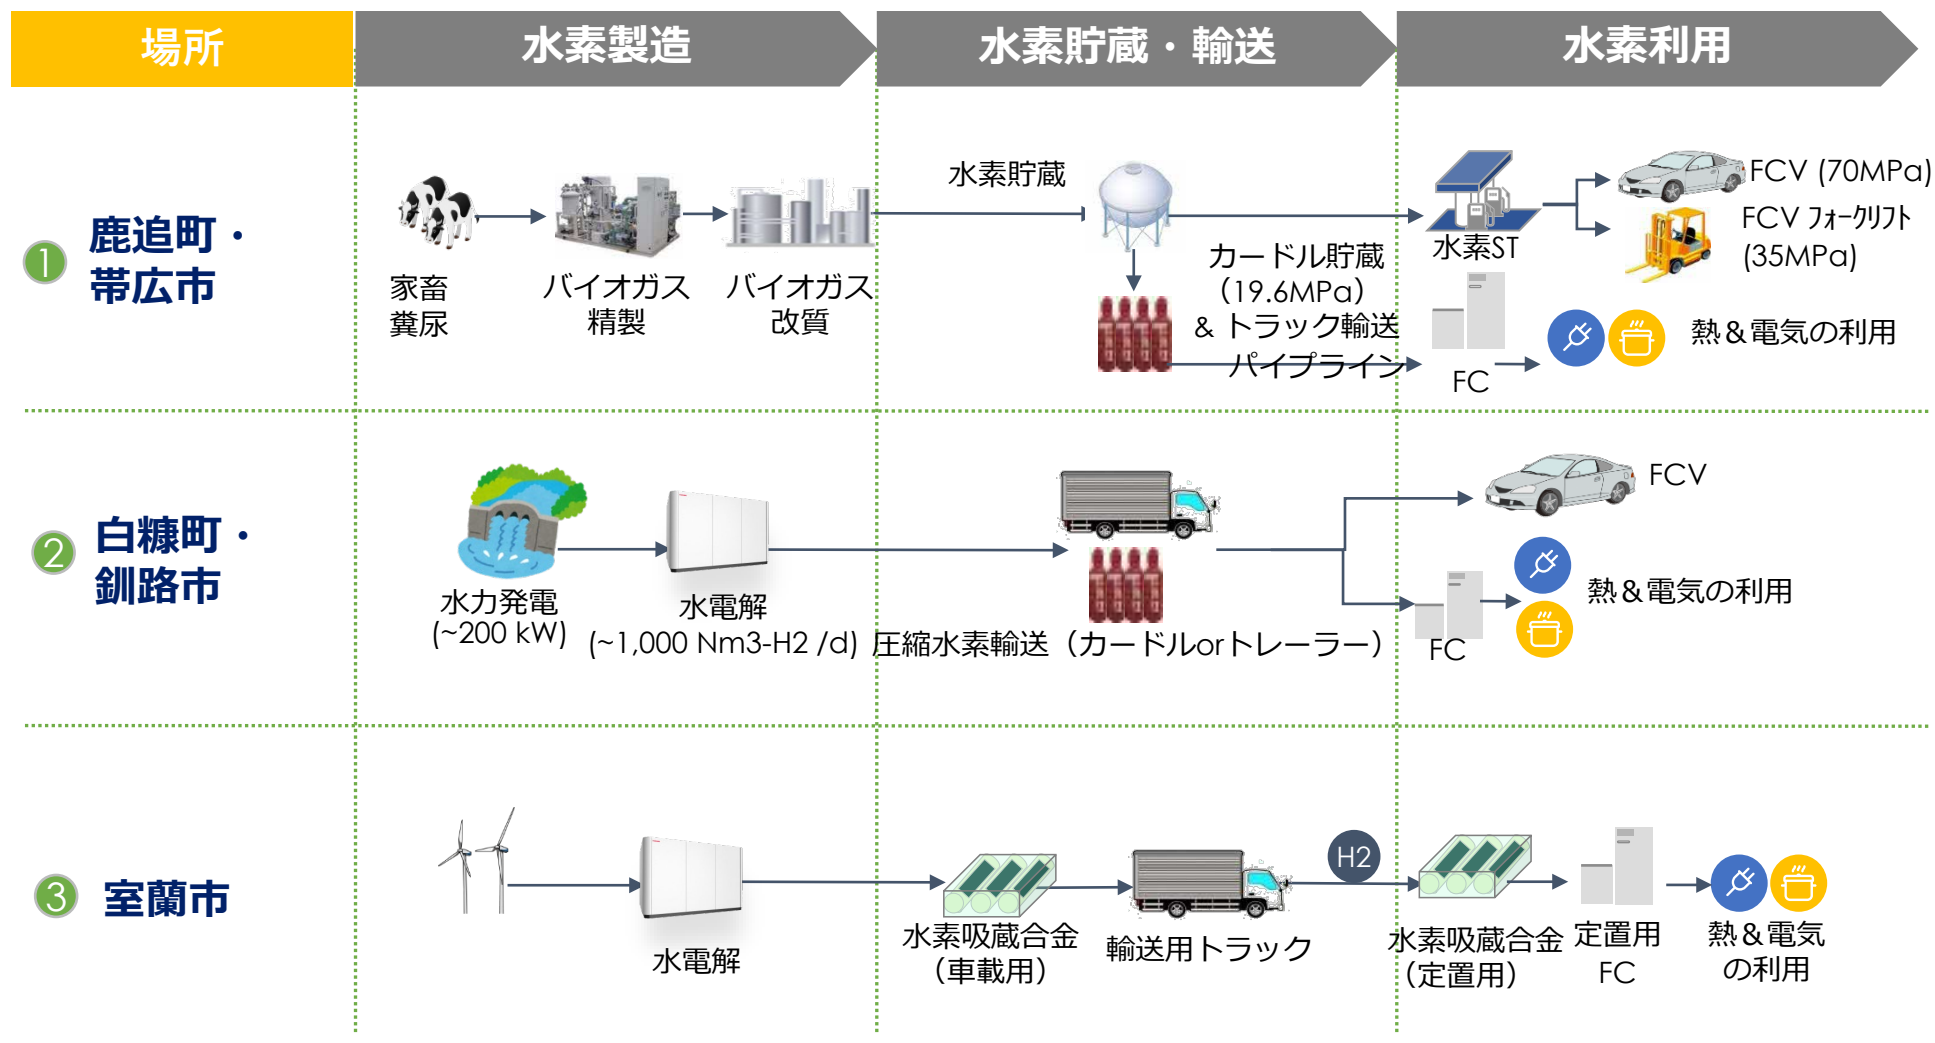 場所
水素製造
水素貯蔵・輸送
水素利用
1
鹿追町・
帯広市
家畜
糞尿
バイオガス
精製
バイオガス
改質
水素貯蔵
カードル貯蔵
（19.6MPa）
& トラック輸送
パイプライン
水素ST
FCV (70MPa)
FCV フォークリフト
(35MPa)
FC
熱＆電気の利用
2
白糠町・
釧路市
水力発電
(~200 kW)
水電解
(~1,000 Nm3-H2 /d)
圧縮水素輸送（カードルorトレーラー）
FCV
FC
熱＆電気の利用
3
室蘭市
水電解
水素吸蔵合金
（車載用）
輸送用トラック
H2
水素吸蔵合金
（定置用）
定置用
FC
熱＆電気
の利用